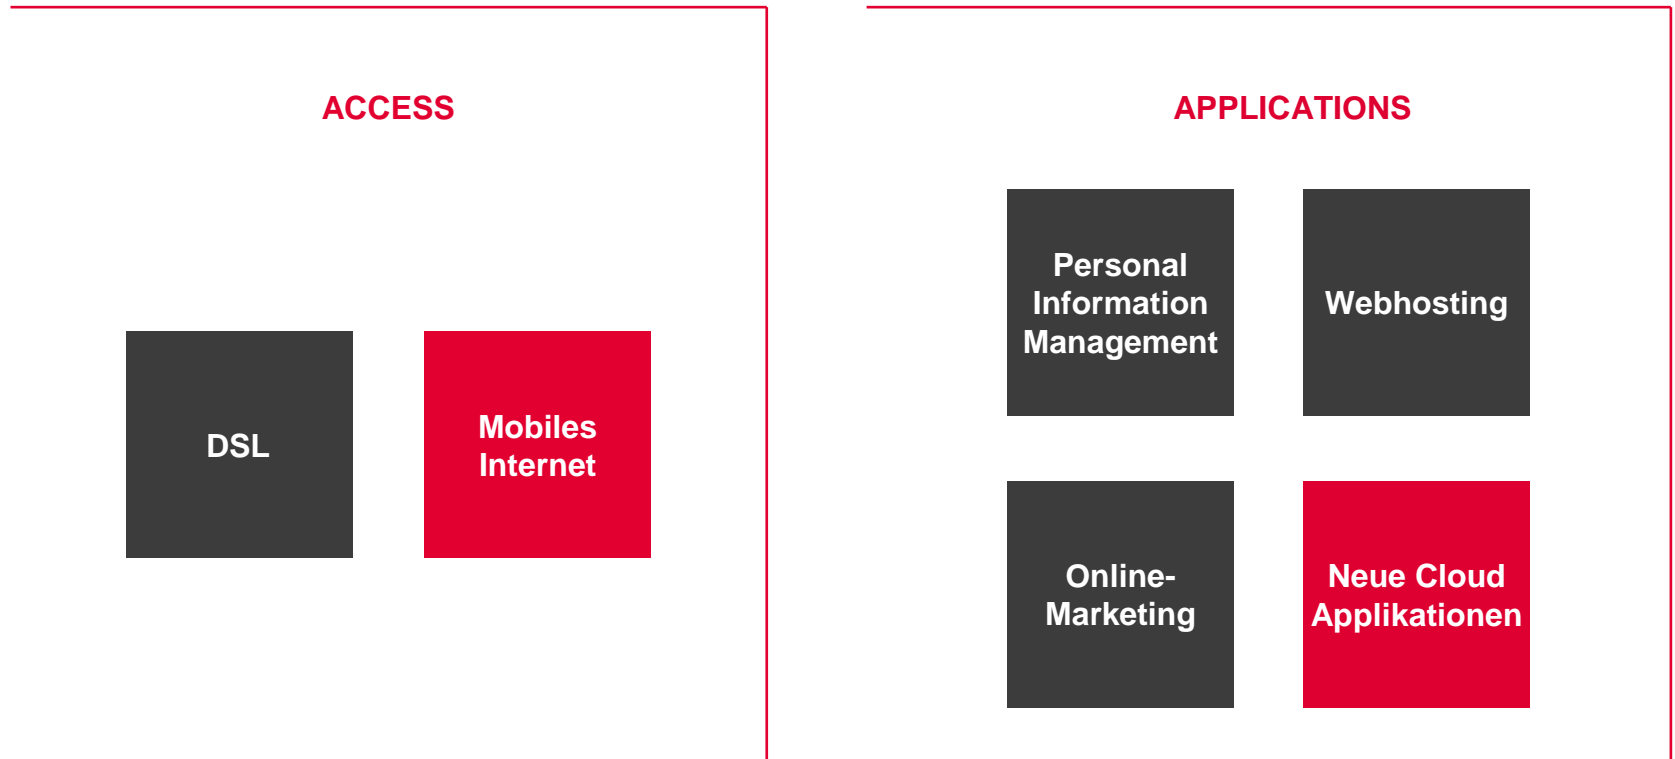 ACCESS
DSL
Mobiles
Internet
APPLICATIONS
Personal
Information
Management
Webhosting
Online-
Marketing
Neue Cloud
Applikationen